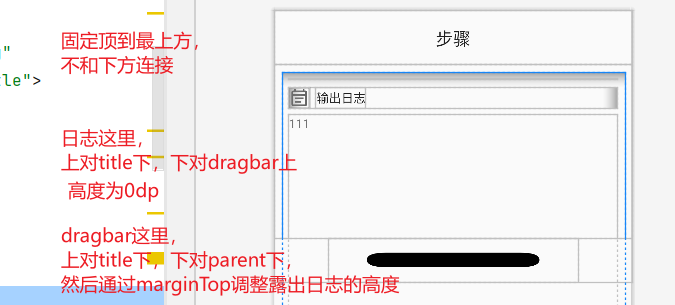 "
tle">
固定顶到最上方，
不和下方连接
步骤
输出日志
111
日志这里，
上对title下，下对dragbar上
高度为0dp
dragbar这里，
上对title下，下对parent下，
然后通过marginTop调整露出日志的高度